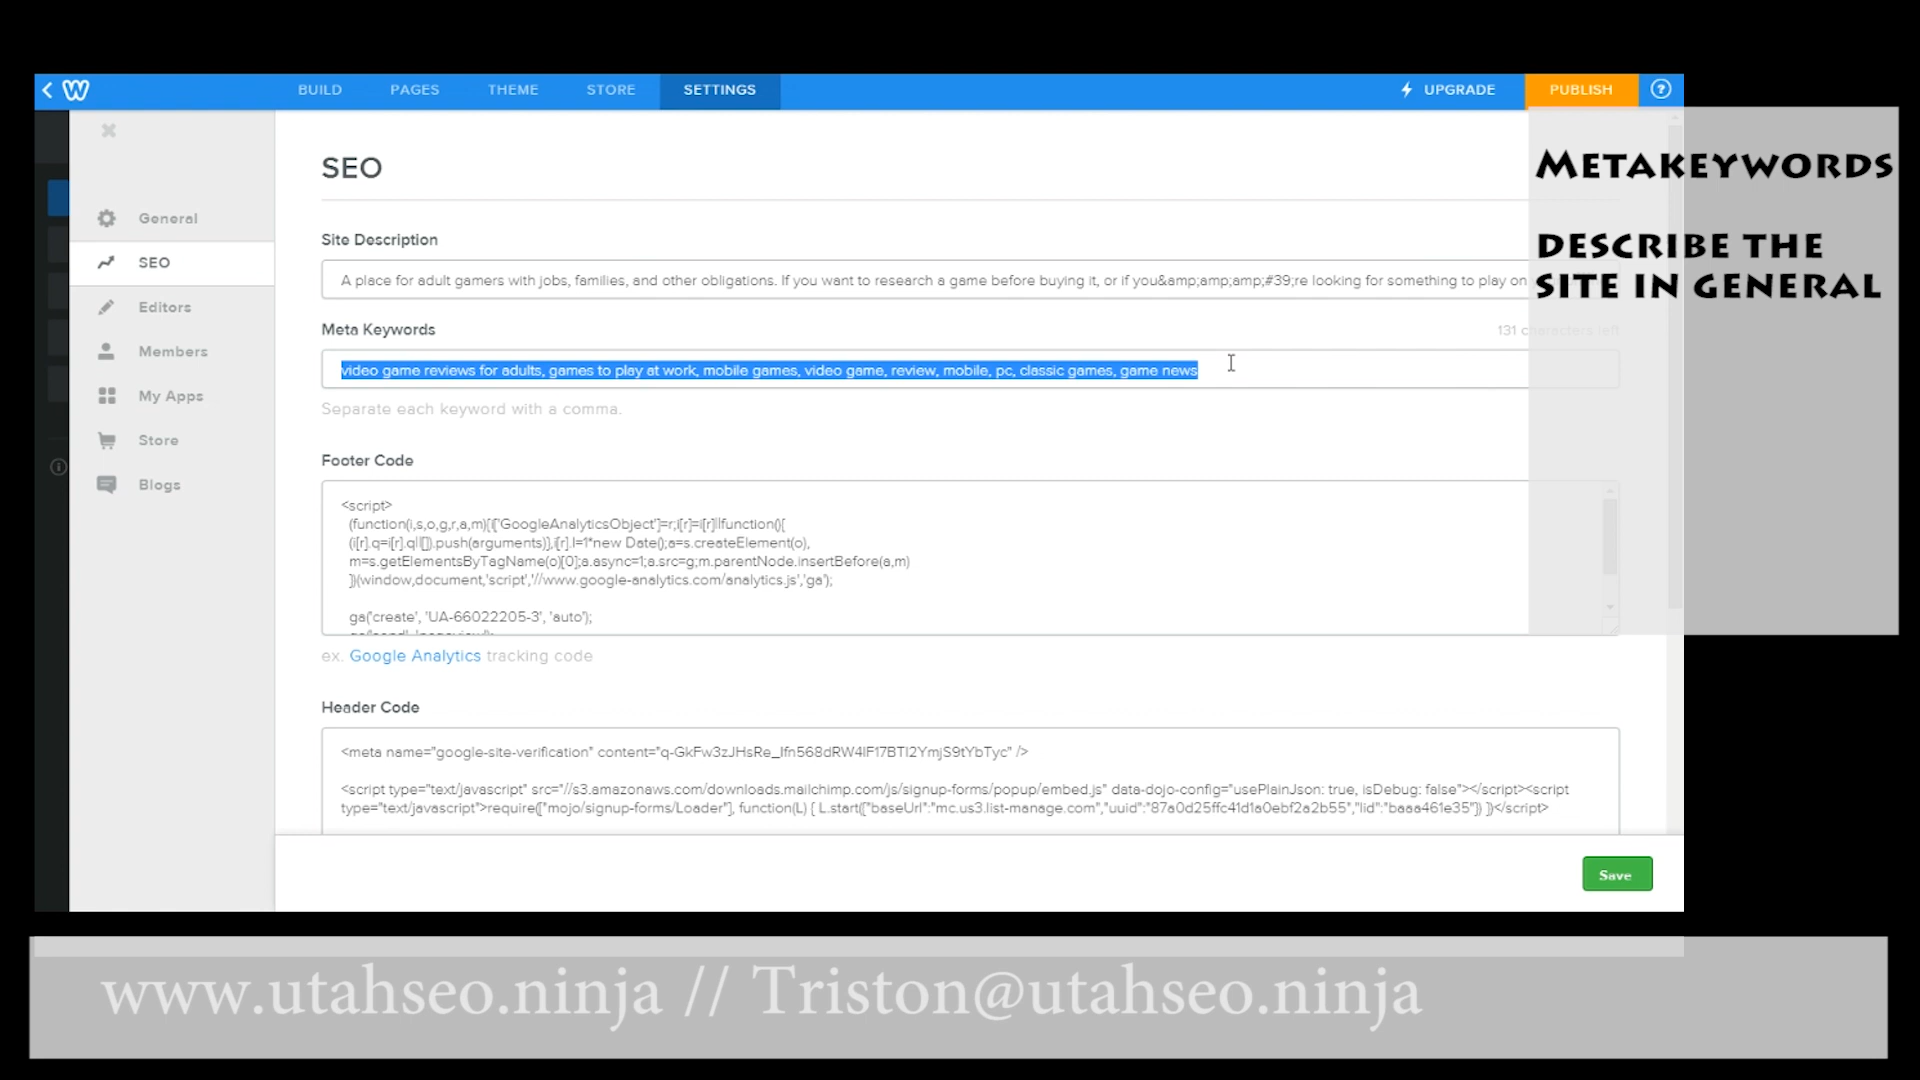 BUILD PAGES THEME STORE SETTINGS UPGRADE PUBLISH ?
METAKEYWORDS
DESCRIBE THE
SITE IN GENERAL
General
SEO
Editors
Members
My Apps
Store
Blogs
SEO
Site Description
A place for adult gamers with jobs, families, and other obligations. If you want to research a game before buying it, or if you&amp;amp;amp;#39;re looking for something to play on
Meta Keywords
131 characters left
video game reviews for adults, games to play at work, mobile games, video game, review, mobile, pc, classic games, game news
Separate each keyword with a comma.
Footer Code
<script>
(function(i,s,o,g,r,a,m){i['GoogleAnalyticsObject']=r;i[r]=i[r]||function(){
(i[r].q=i[r].q||[]).push(arguments)},i[r].l=1*new Date();a=s.createElement(o),
m=s.getElementsByTagName(o)[0];a.async=1;a.src=g;m.parentNode.insertBefore(a,m)
})(window,document,'script','//www.google-analytics.com/analytics.js','ga');
ga('create', 'UA-66022205-3', 'auto');
ex. Google Analytics tracking code
Header Code
<meta name="google-site-verification" content="q-GkFw3zJHsRe_Ifn568dRW4IF17BTI2YmjS9tYbTyc" />
<script type="text/javascript" src="//s3.amazonaws.com/downloads.mailchimp.com/js/signup-forms/popup/embed.js" data-dojo-config="usePlainJson: true, isDebug: false"></script><script
type="text/javascript">require(["mojo/signup-forms/Loader"], function(L) { L.start({"baseUrl":"mc.us3.list-manage.com","uuid":"87a0d25ffc41d1a0ebf2a2b55","lid":"baaa461e35"}) })</script>
Save
www.utahseo.ninja // Triston@utahseo.ninja